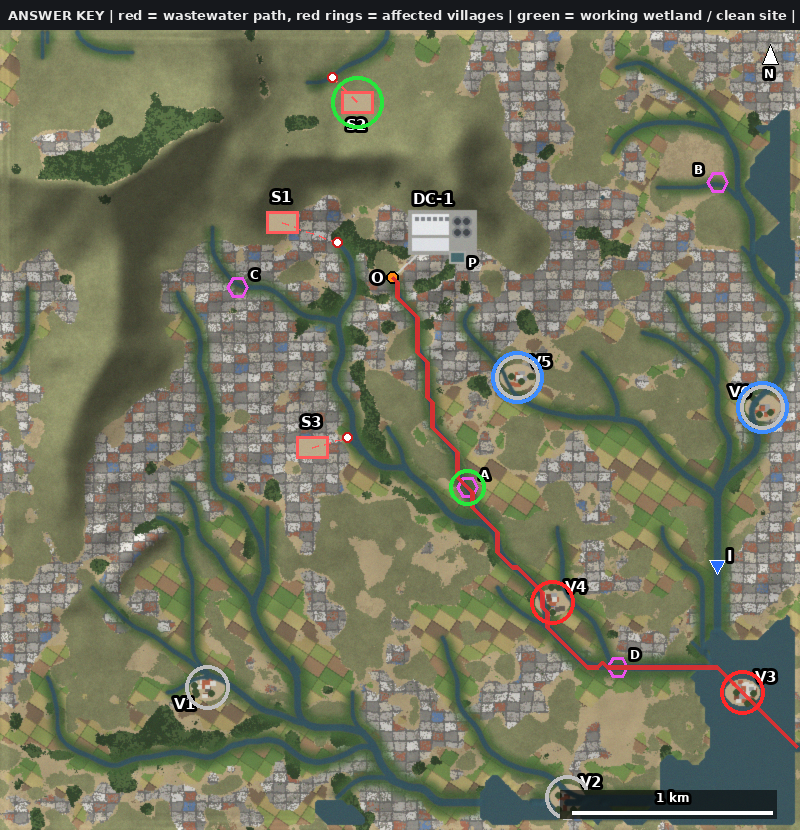 ANSWER KEY | red = wastewater path, red rings = affected villages | green = working wetland / clean site |
N
S2
B
S1
DC-1
P
O
C
V5
S3
A
I
V4
D
V3
V1
V2
1 km